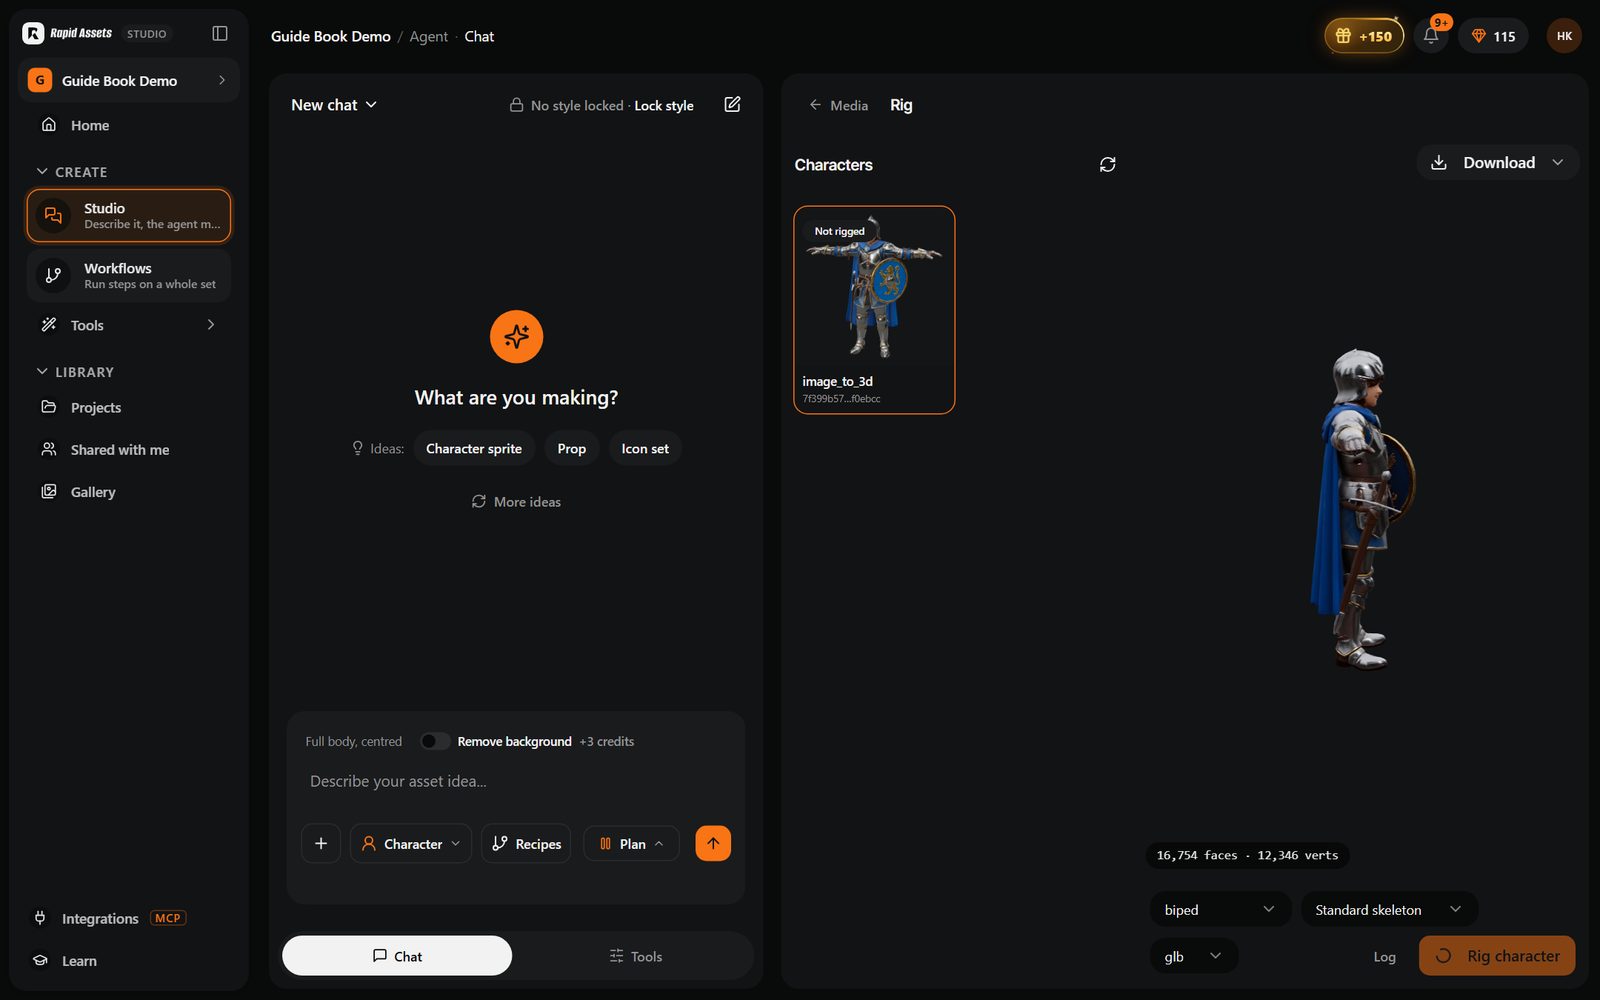 Rapid Assets STUDIO
G Guide Book Demo
Home
CREATE
Studio
Describe it, the agent m...
Workflows
Run steps on a whole set
Tools
LIBRARY
Projects
Shared with me
Gallery
Integrations MCP
Learn
Guide Book Demo / Agent · Chat
+150
9+
115
HK
New chat
No style locked · Lock style
What are you making?
Ideas: Character sprite Prop Icon set
More ideas
Full body, centred Remove background +3 credits
Describe your asset idea...
Character Recipes Plan
Chat Tools
Media Rig
Characters
Download
Not rigged
image_to_3d
7f399b57...f0ebcc
16,754 faces · 12,346 verts
biped Standard skeleton
glb Log Rig character